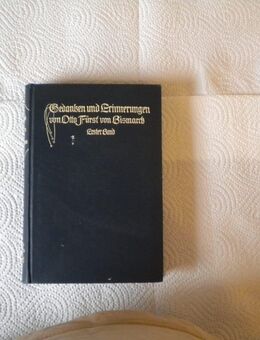 Gedanken und Erinnerungen
von Otto Fürst von Bismarck
Erster Band